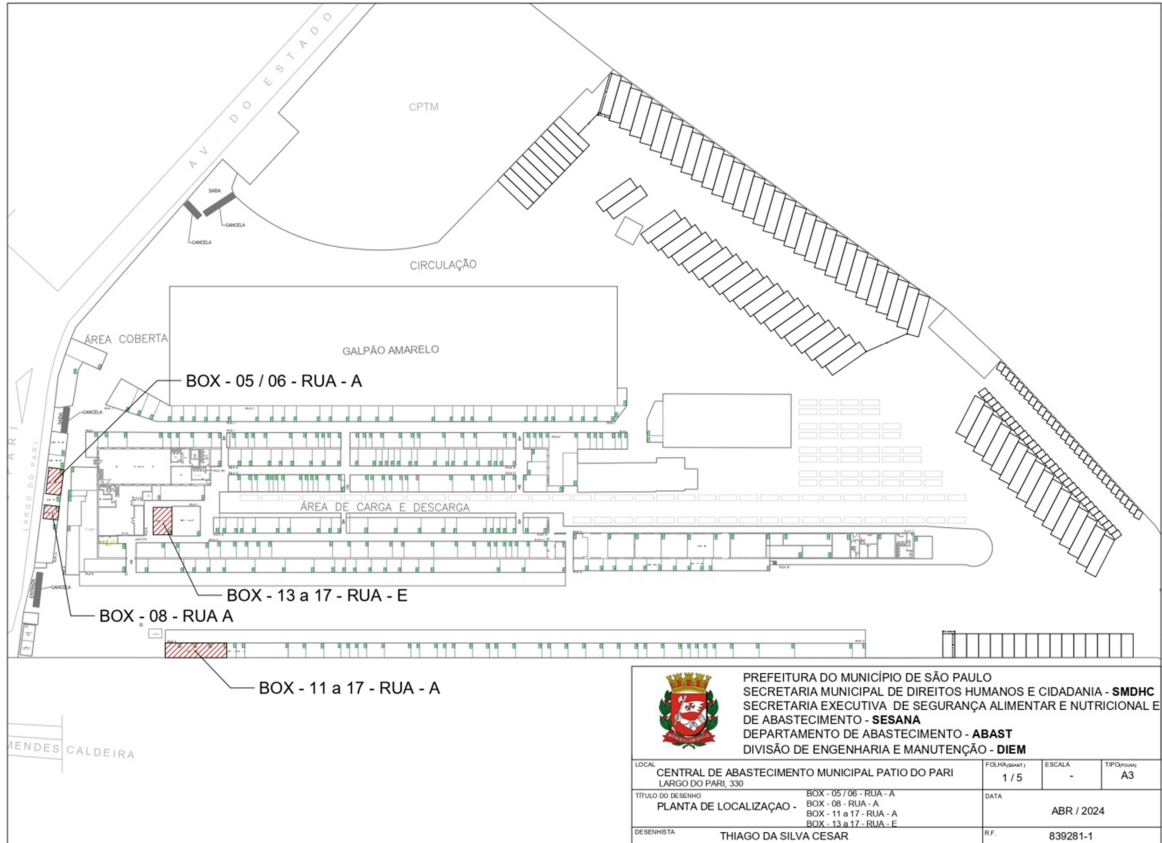 AV. DO ESTADO
CPTM
SAÍDA
CANCELA
CANCELA
CIRCULAÇÃO
ÁREA COBERTA
GALPÃO AMARELO
BOX - 05 / 06 - RUA - A
CANCELA
SAÍDA
PARI
LARGO DO PARI
ÁREA DE CARGA E DESCARGA
BOX - 13 a 17 - RUA - E
ENTRADA
CANCELA
BOX - 08 - RUA A
BOX - 11 a 17 - RUA - A
MENDES CALDEIRA
PREFEITURA DO MUNICÍPIO DE SÃO PAULO
SECRETARIA MUNICIPAL DE DIREITOS HUMANOS E CIDADANIA - SMDHC
SECRETARIA EXECUTIVA DE SEGURANÇA ALIMENTAR E NUTRICIONAL E
DE ABASTECIMENTO - SESANA
DEPARTAMENTO DE ABASTECIMENTO - ABAST
DIVISÃO DE ENGENHARIA E MANUTENÇÃO - DIEM
LOCAL
CENTRAL DE ABASTECIMENTO MUNICIPAL PATIO DO PARI
LARGO DO PARI, 330
FOLHA
1 / 5
ESCALA
-
TIPO
A3
TÍTULO DO DESENHO
PLANTA DE LOCALIZAÇAO -
BOX - 05 / 06 - RUA - A
BOX - 08 - RUA - A
BOX - 11 a 17 - RUA - A
BOX - 13 a 17 - RUA - E
DATA
ABR / 2024
DESENHISTA
THIAGO DA SILVA CESAR
R.F.
839281-1